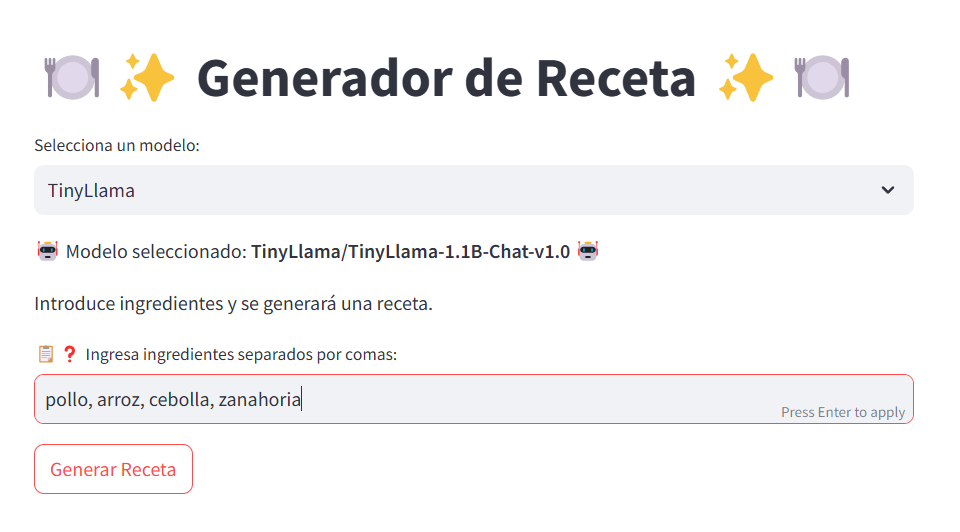 🍽️ ✨ Generador de Receta ✨ 🍽️
Selecciona un modelo:
TinyLlama
🤖 Modelo seleccionado: TinyLlama/TinyLlama-1.1B-Chat-v1.0 🤖
Introduce ingredientes y se generará una receta.
📋❓ Ingresa ingredientes separados por comas:
pollo, arroz, cebolla, zanahoria
Press Enter to apply
Generar Receta